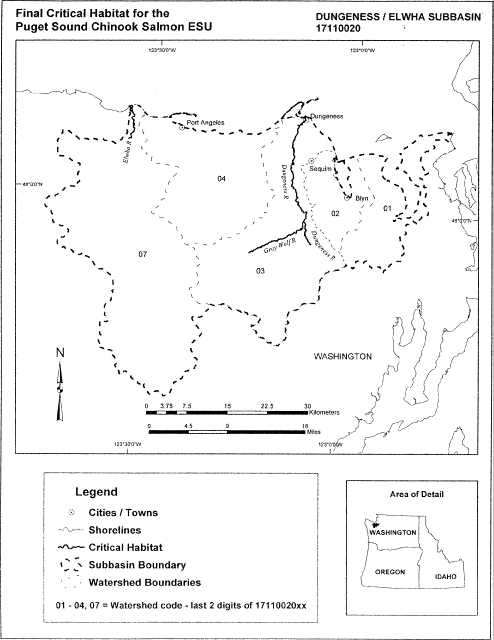 Final Critical Habitat for the
Puget Sound Chinook Salmon ESU
DUNGENESS / ELWHA SUBBASIN
17110020
123°30'W
123°0'W
Port Angeles
Dungeness
Elwha R
04
Dungeness R
Sequim
48°0'0"N
Blyn
01
02
48°0'0"N
Gray Wolf R
Dungeness R
07
03
N
WASHINGTON
0 3.75 7.5 15 22.5 30
Kilometers
0 4.5 9 18
Miles
123°30'W
123°0'W
Legend
Cities / Towns
Shorelines
Critical Habitat
Subbasin Boundary
Watershed Boundaries
01 - 04, 07 = Watershed code - last 2 digits of 17110020xx
Area of Detail
WASHINGTON
OREGON
IDAHO